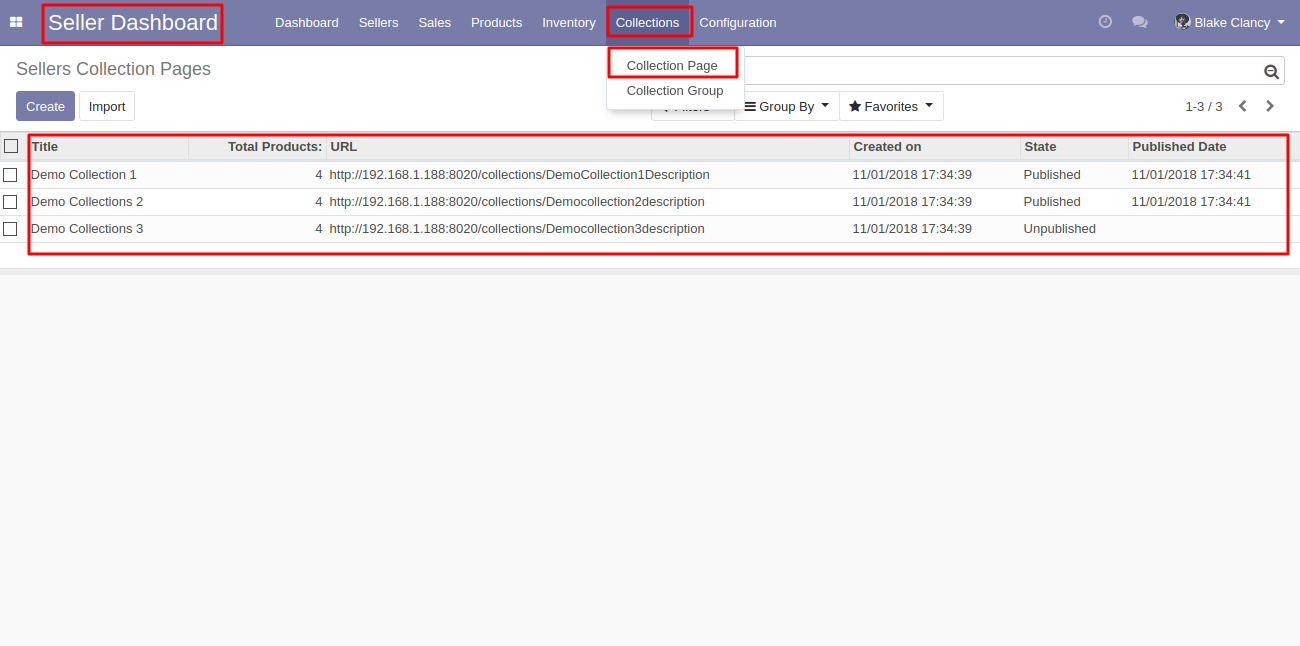 Seller Dashboard Dashboard Sellers Sales Products Inventory Collections Configuration Blake Clancy
Sellers Collection Pages
Collection Page
Collection Group
Create Import Filters Group By Favorites 1-3 / 3
Title Total Products: URL Created on State Published Date
Demo Collection 1 4 http://192.168.1.188:8020/collections/DemoCollection1Description 11/01/2018 17:34:39 Published 11/01/2018 17:34:41
Demo Collections 2 4 http://192.168.1.188:8020/collections/Democollection2description 11/01/2018 17:34:39 Published 11/01/2018 17:34:41
Demo Collections 3 4 http://192.168.1.188:8020/collections/Democollection3description 11/01/2018 17:34:39 Unpublished